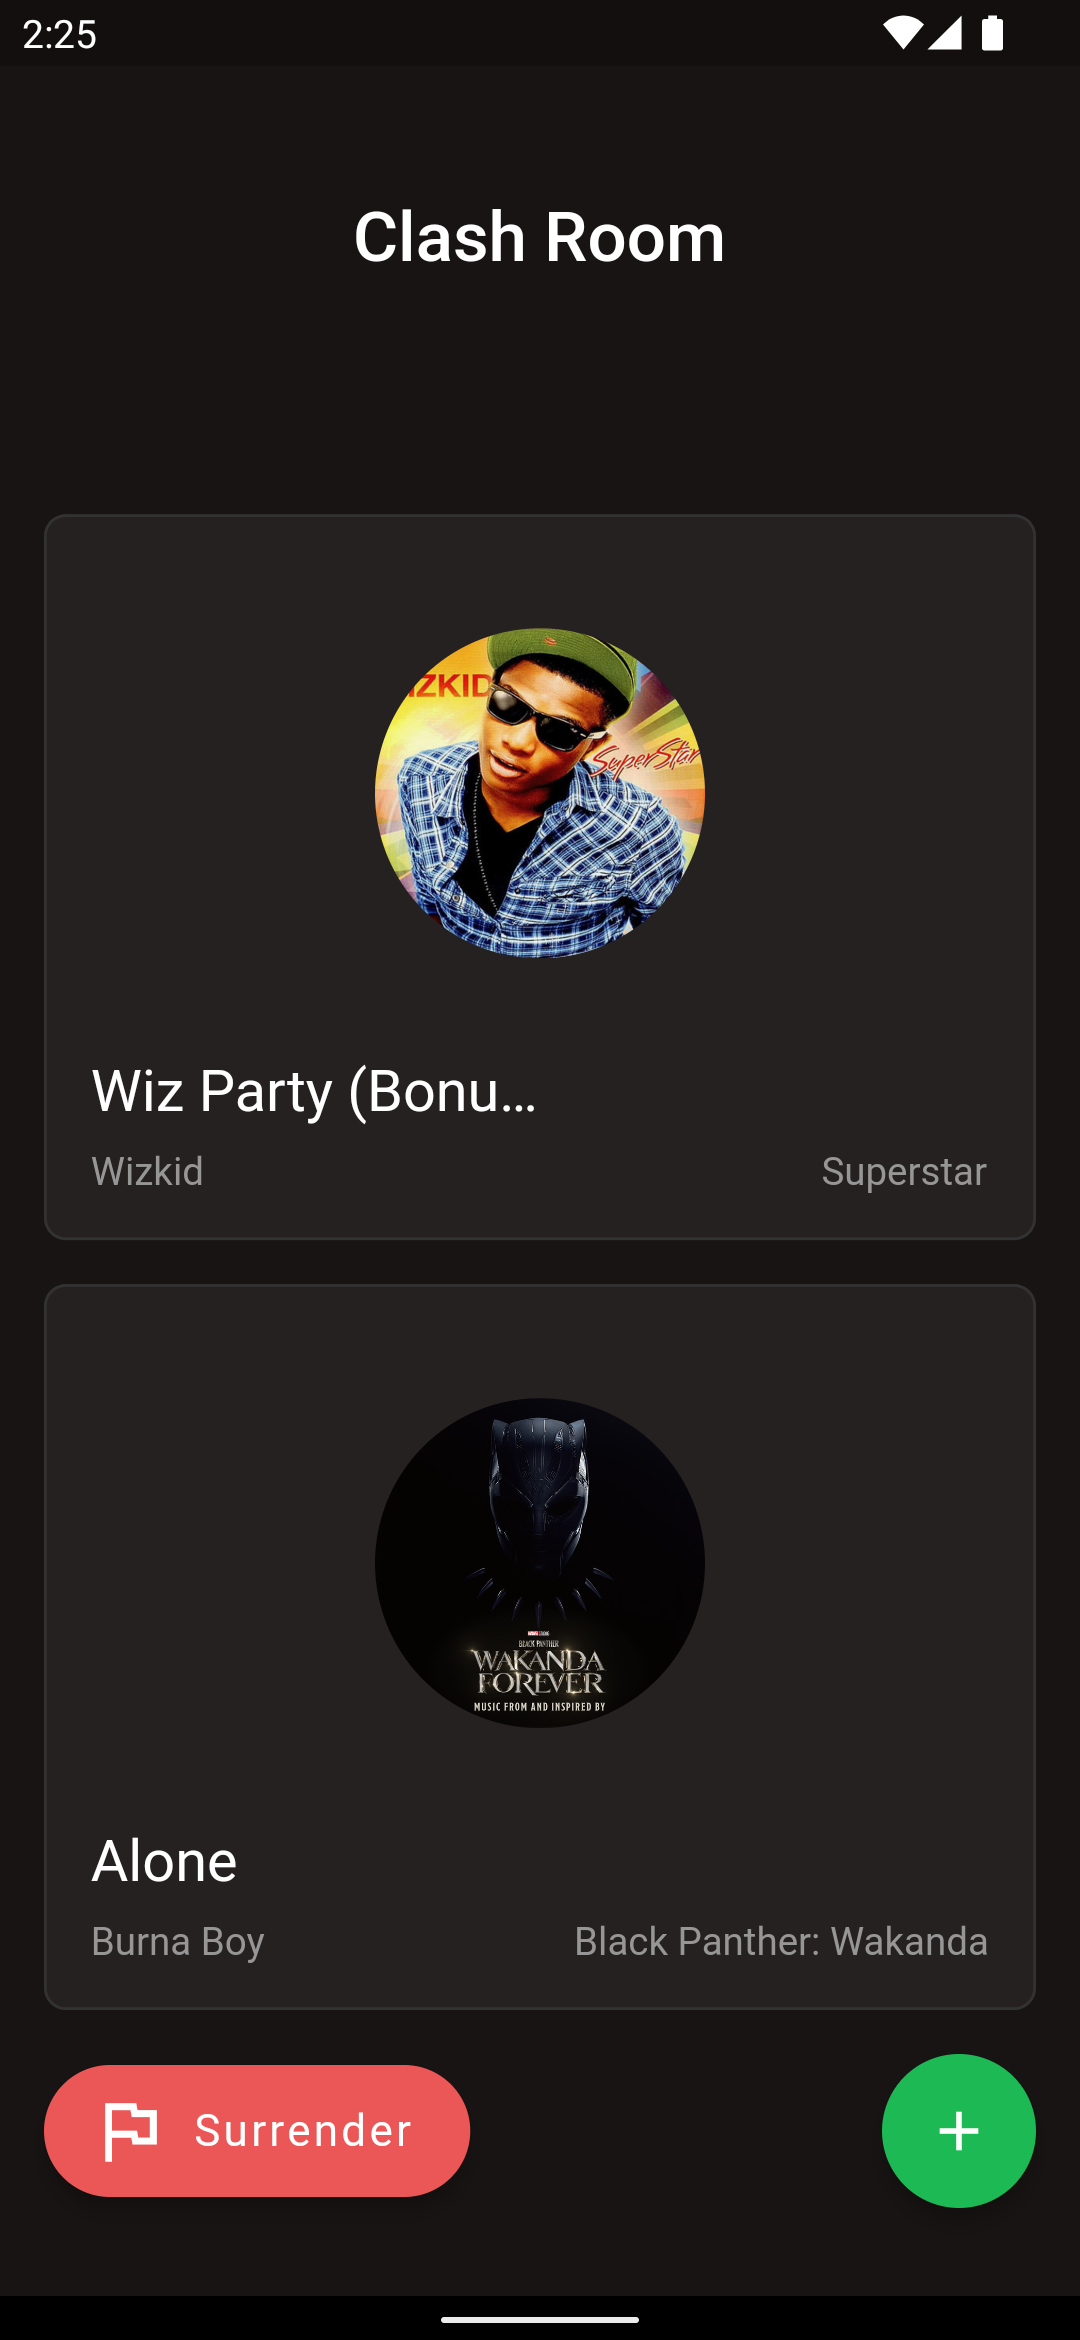 2:25
Clash Room
IZKID
SuperStar
Wiz Party (Bonu...
Wizkid
Superstar
BLACK PANTHER
WAKANDA
FOREVER
MUSIC FROM AND INSPIRED BY
Alone
Burna Boy
Black Panther: Wakanda
Surrender